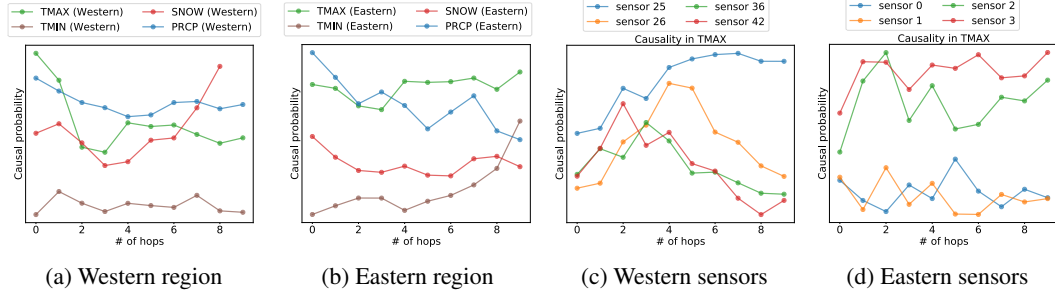 TMAX (Western) SNOW (Western)
TMIN (Western) PRCP (Western)
Causal probability
0 2 4 6 8
# of hops
(a) Western region
TMAX (Eastern) SNOW (Eastern)
TMIN (Eastern) PRCP (Eastern)
Causal probability
0 2 4 6 8
# of hops
(b) Eastern region
sensor 25 sensor 36
sensor 26 sensor 42
Causality in TMAX
Causal probability
0 2 4 6 8
# of hops
(c) Western sensors
sensor 0 sensor 2
sensor 1 sensor 3
Causality in TMAX
Causal probability
0 2 4 6 8
# of hops
(d) Eastern sensors